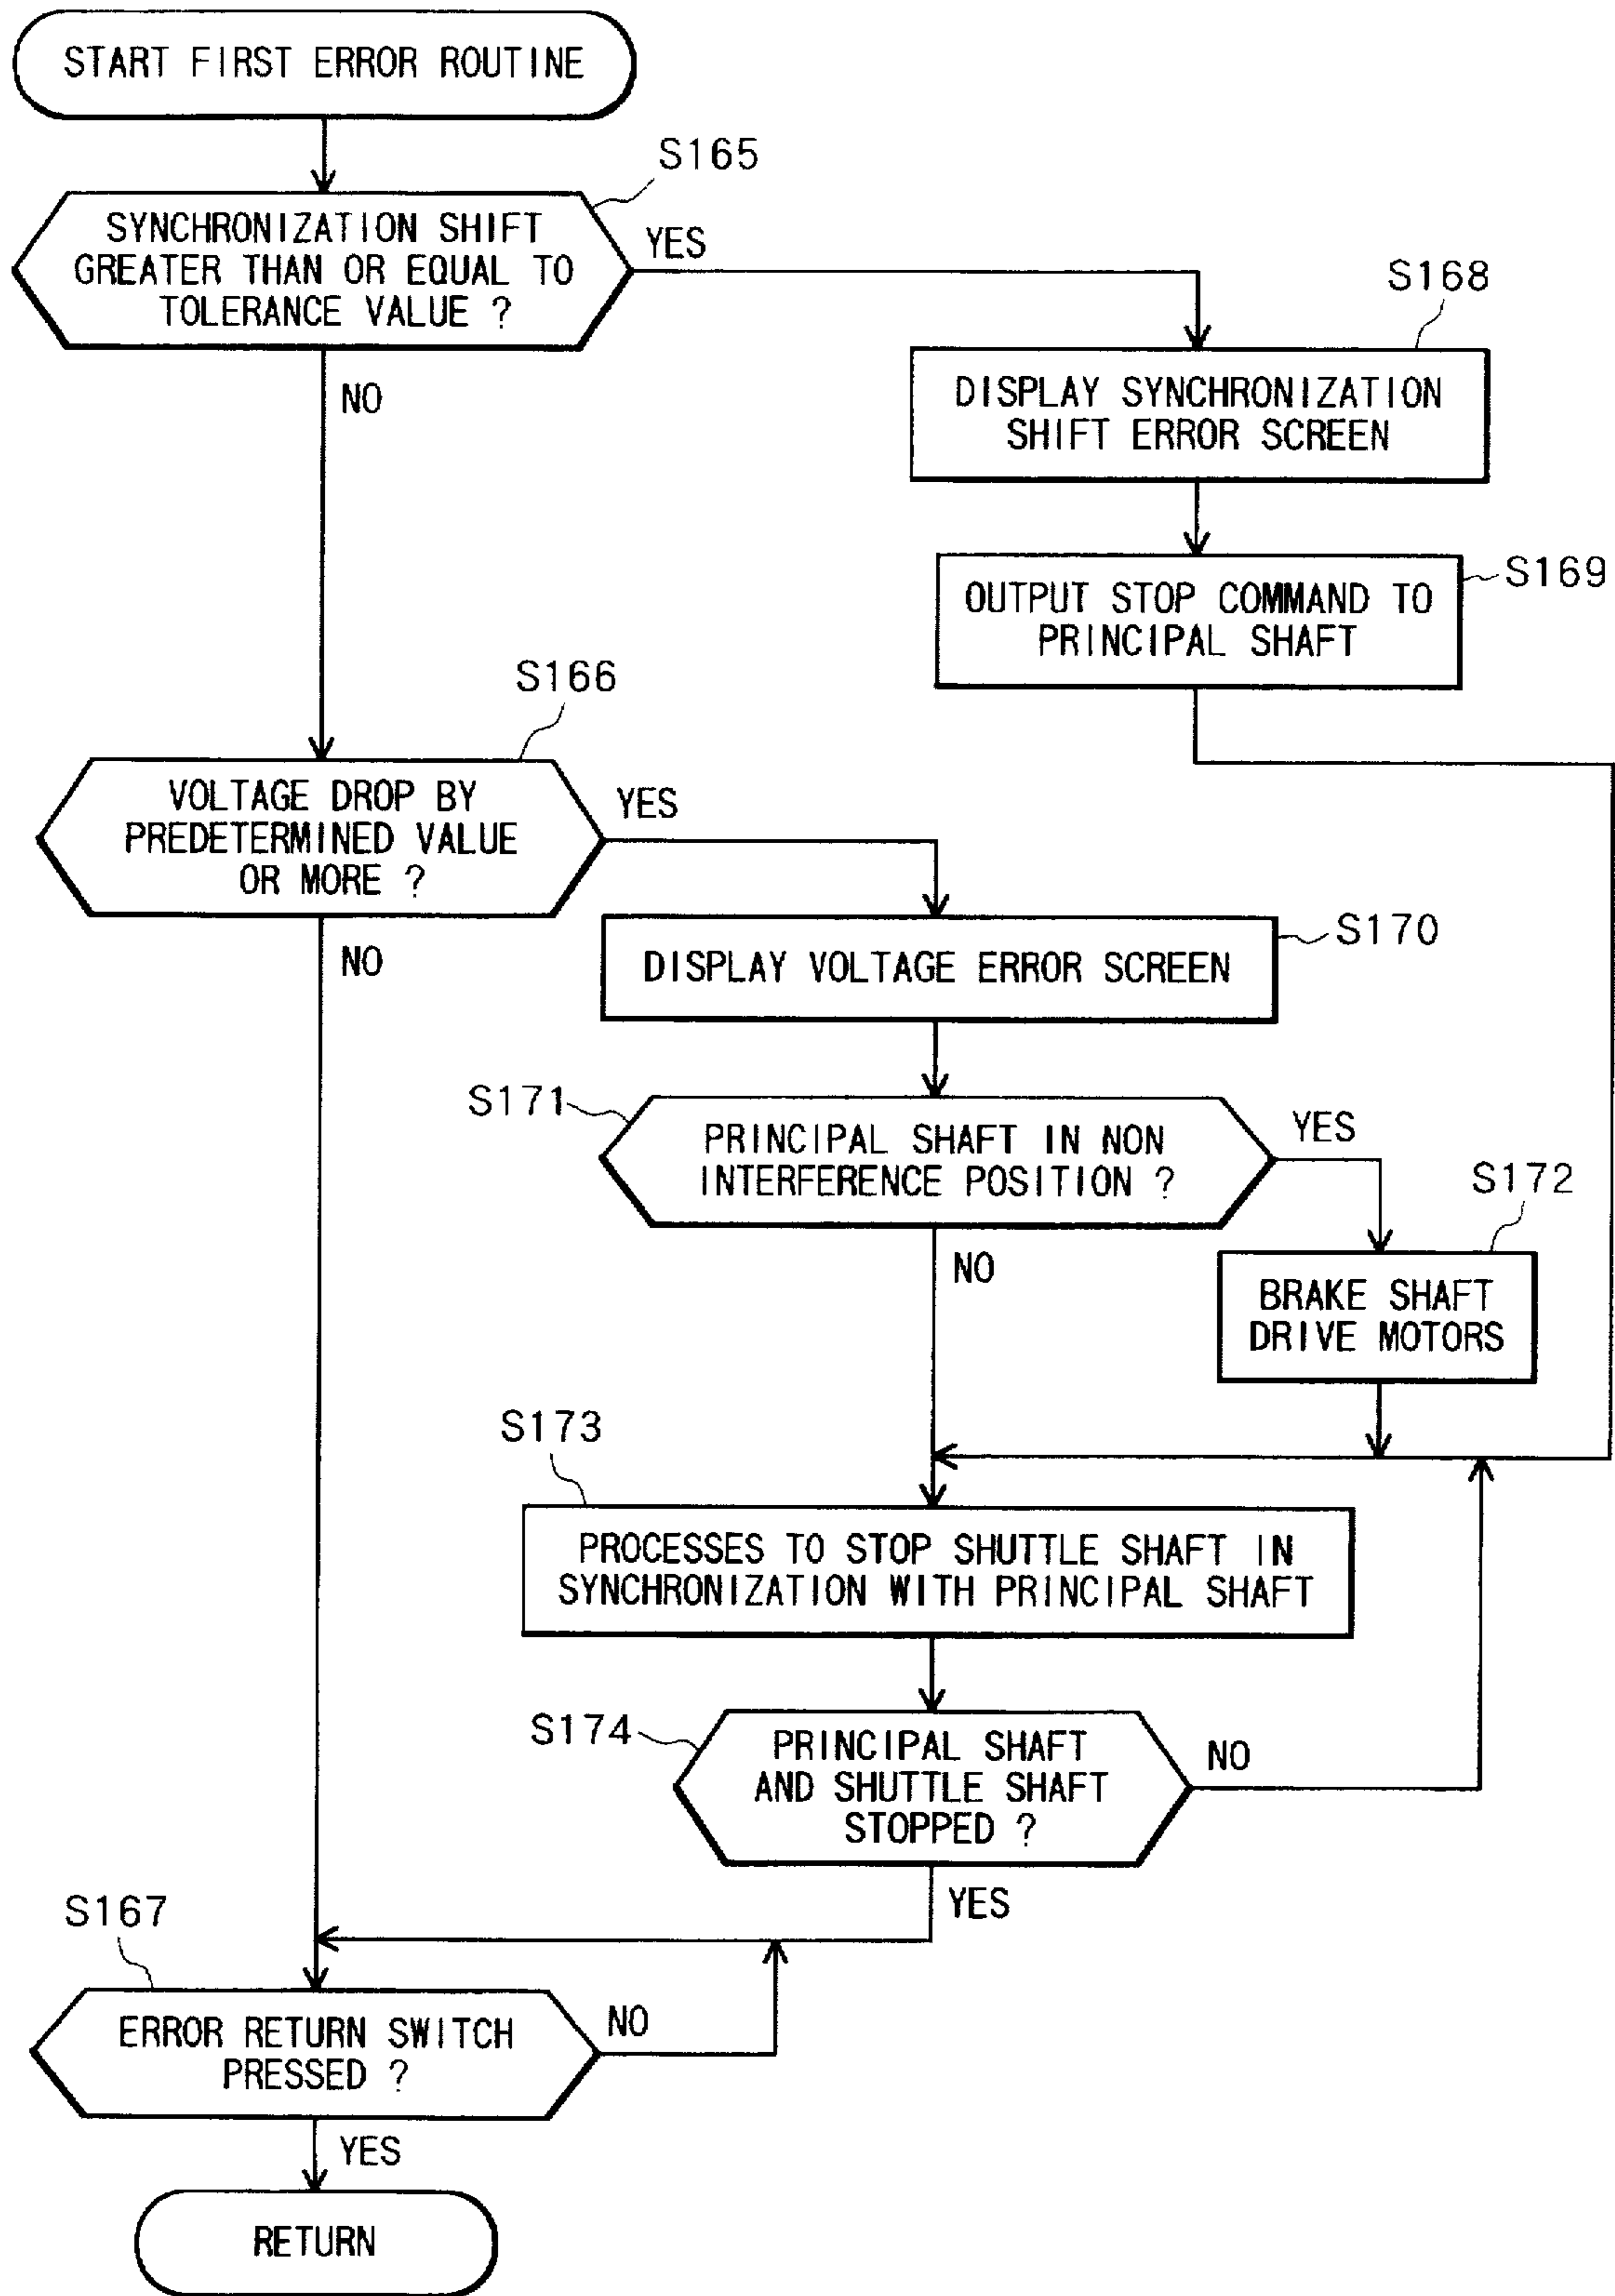 START FIRST ERROR ROUTINE
S165
SYNCHRONIZATION SHIFT
GREATER THAN OR EQUAL TO
TOLERANCE VALUE ?
YES
NO
S168
DISPLAY SYNCHRONIZATION
SHIFT ERROR SCREEN
S169
OUTPUT STOP COMMAND TO
PRINCIPAL SHAFT
S166
VOLTAGE DROP BY
PREDETERMINED VALUE
OR MORE ?
YES
NO
S170
DISPLAY VOLTAGE ERROR SCREEN
S171
PRINCIPAL SHAFT IN NON
INTERFERENCE POSITION ?
YES
NO
S172
BRAKE SHAFT
DRIVE MOTORS
S173
PROCESSES TO STOP SHUTTLE SHAFT IN
SYNCHRONIZATION WITH PRINCIPAL SHAFT
S174
PRINCIPAL SHAFT
AND SHUTTLE SHAFT
STOPPED ?
NO
YES
S167
ERROR RETURN SWITCH
PRESSED ?
NO
YES
RETURN